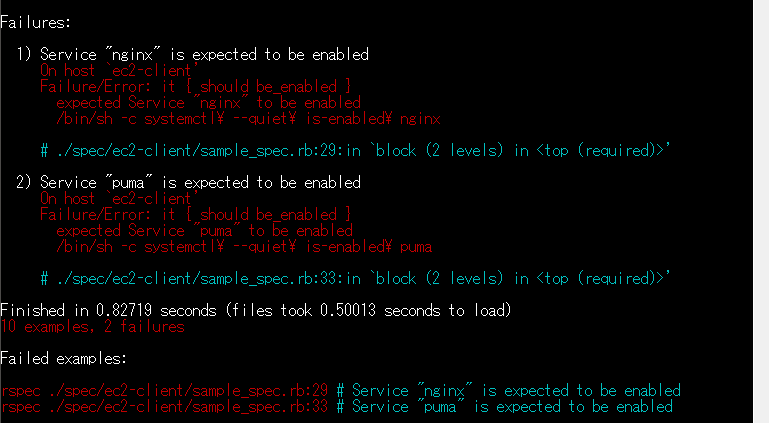 Failures:
1) Service "nginx" is expected to be enabled
On host `ec2-client'
Failure/Error: it { should be_enabled }
expected Service "nginx" to be enabled
/bin/sh -c systemctl¥ --quiet¥ is-enabled¥ nginx
# ./spec/ec2-client/sample_spec.rb:29:in `block (2 levels) in <top (required)>'
2) Service "puma" is expected to be enabled
On host `ec2-client'
Failure/Error: it { should be_enabled }
expected Service "puma" to be enabled
/bin/sh -c systemctl¥ --quiet¥ is-enabled¥ puma
# ./spec/ec2-client/sample_spec.rb:33:in `block (2 levels) in <top (required)>'
Finished in 0.82719 seconds (files took 0.50013 seconds to load)
10 examples, 2 failures
Failed examples:
rspec ./spec/ec2-client/sample_spec.rb:29 # Service "nginx" is expected to be enabled
rspec ./spec/ec2-client/sample_spec.rb:33 # Service "puma" is expected to be enabled